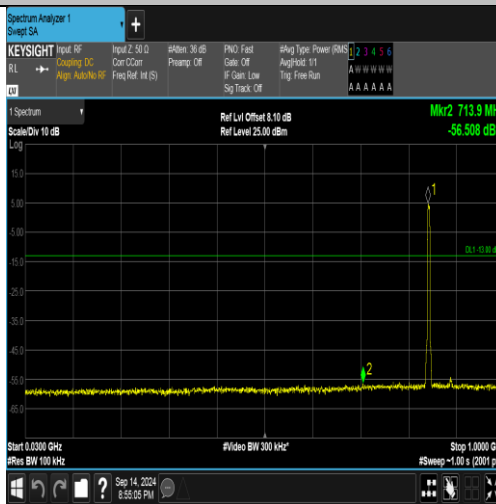 Spectrum Analyzer 1
Swept SA
+
KEYSIGHT
RL
Input: RF
Coupling: DC
Align: Auto/No RF
Input Z: 50 Ω
Corr CCorr
Freq Ref: Int (S)
#Atten: 36 dB
Preamp: Off
PNO: Fast
Gate: Off
IF Gain: Low
Sig Track: Off
#Avg Type: Power (RMS
Avg|Hold: 1/1
Trig: Free Run
1 2 3 4 5 6
A W W W W W
A A A A A A
1 Spectrum
Scale/Div 10 dB
Log
Ref Lvl Offset 8.10 dB
Ref Level 25.00 dBm
Mkr2 713.9 MH
-56.508 dB
15.0
5.00
-5.00
-15.0
-25.0
-35.0
-45.0
-55.0
-65.0
1
DL1 -13.00 d
2
Start 0.0300 GHz
#Res BW 100 kHz
#Video BW 300 kHz*
Stop 1.0000 G
#Sweep ~1.00 s (2001 p
?
Sep 14, 2024
8:55:05 PM